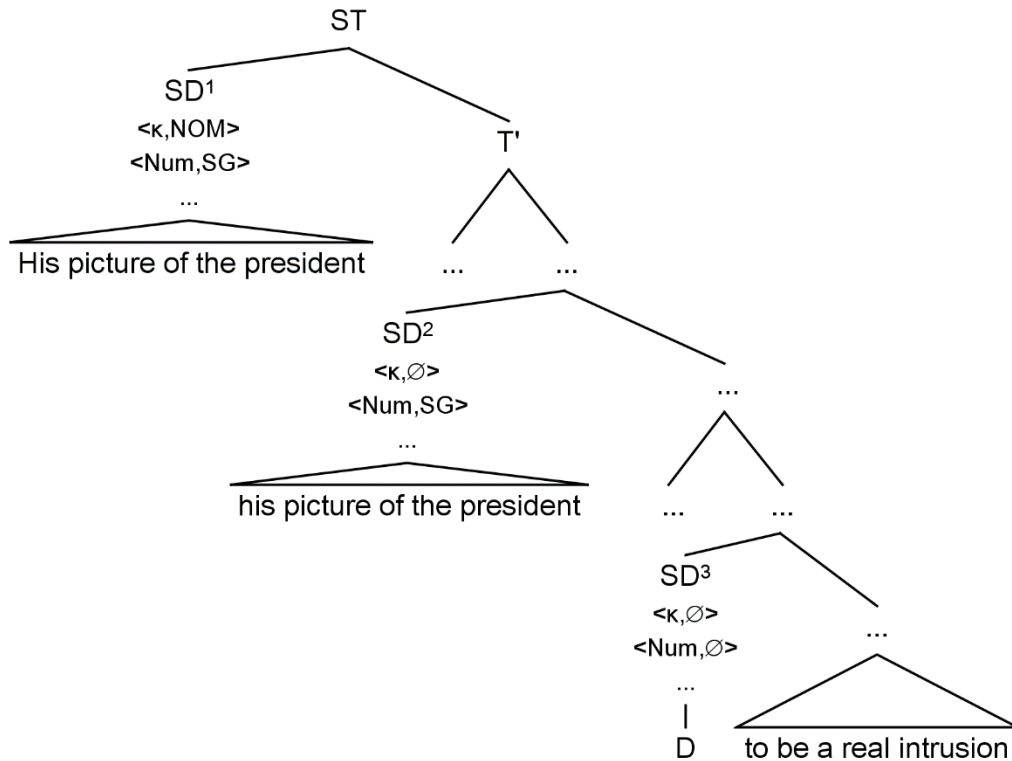 ST
SD¹
<κ,NOM>
<Num,SG>
...
His picture of the president
T'
... ...
SD²
<κ,∅>
<Num,SG>
...
his picture of the president
...
... ...
SD³
<κ,∅>
<Num,∅>
...
D
...
to be a real intrusion